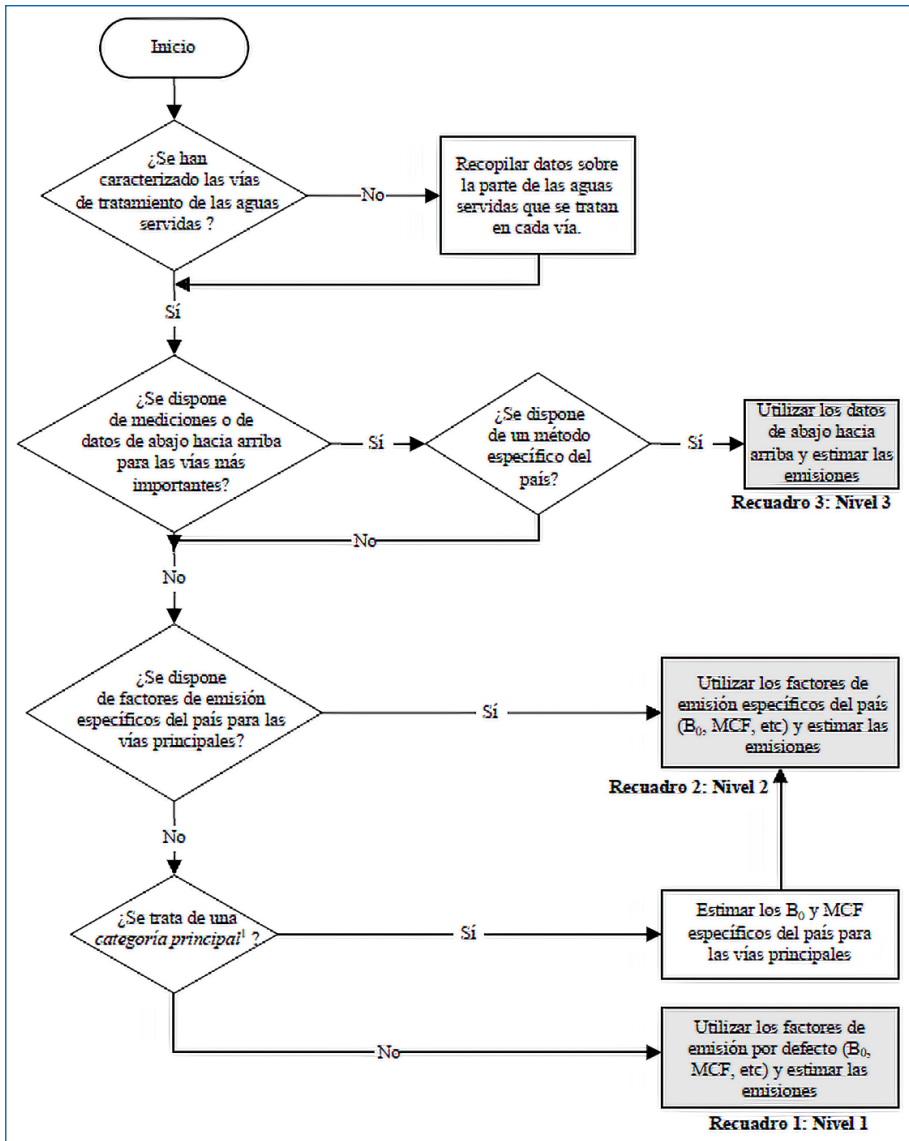 Inicio
¿Se han
caracterizado las vías
de tratamiento de las aguas
servidas ?
No
Recopilar datos sobre
la parte de las aguas
servidas que se tratan
en cada vía.
Sí
¿Se dispone
de mediciones o de
datos de abajo hacia arriba
para las vías más
importantes?
Sí
¿Se dispone
de un método
específico del
país?
Sí
Utilizar los datos
de abajo hacia
arriba y estimar las
emisiones
Recuadro 3: Nivel 3
No
No
¿Se dispone
de factores de emisión
específicos del país para las
vías principales?
Sí
Utilizar los factores de
emisión específicos del país
(B₀, MCF, etc) y estimar las
emisiones
Recuadro 2: Nivel 2
No
¿Se trata de una
categoría principal¹ ?
Sí
Estimar los B₀ y MCF
específicos del país para
las vías principales
No
Utilizar los factores de
emisión por defecto (B₀,
MCF, etc) y estimar las
emisiones
Recuadro 1: Nivel 1